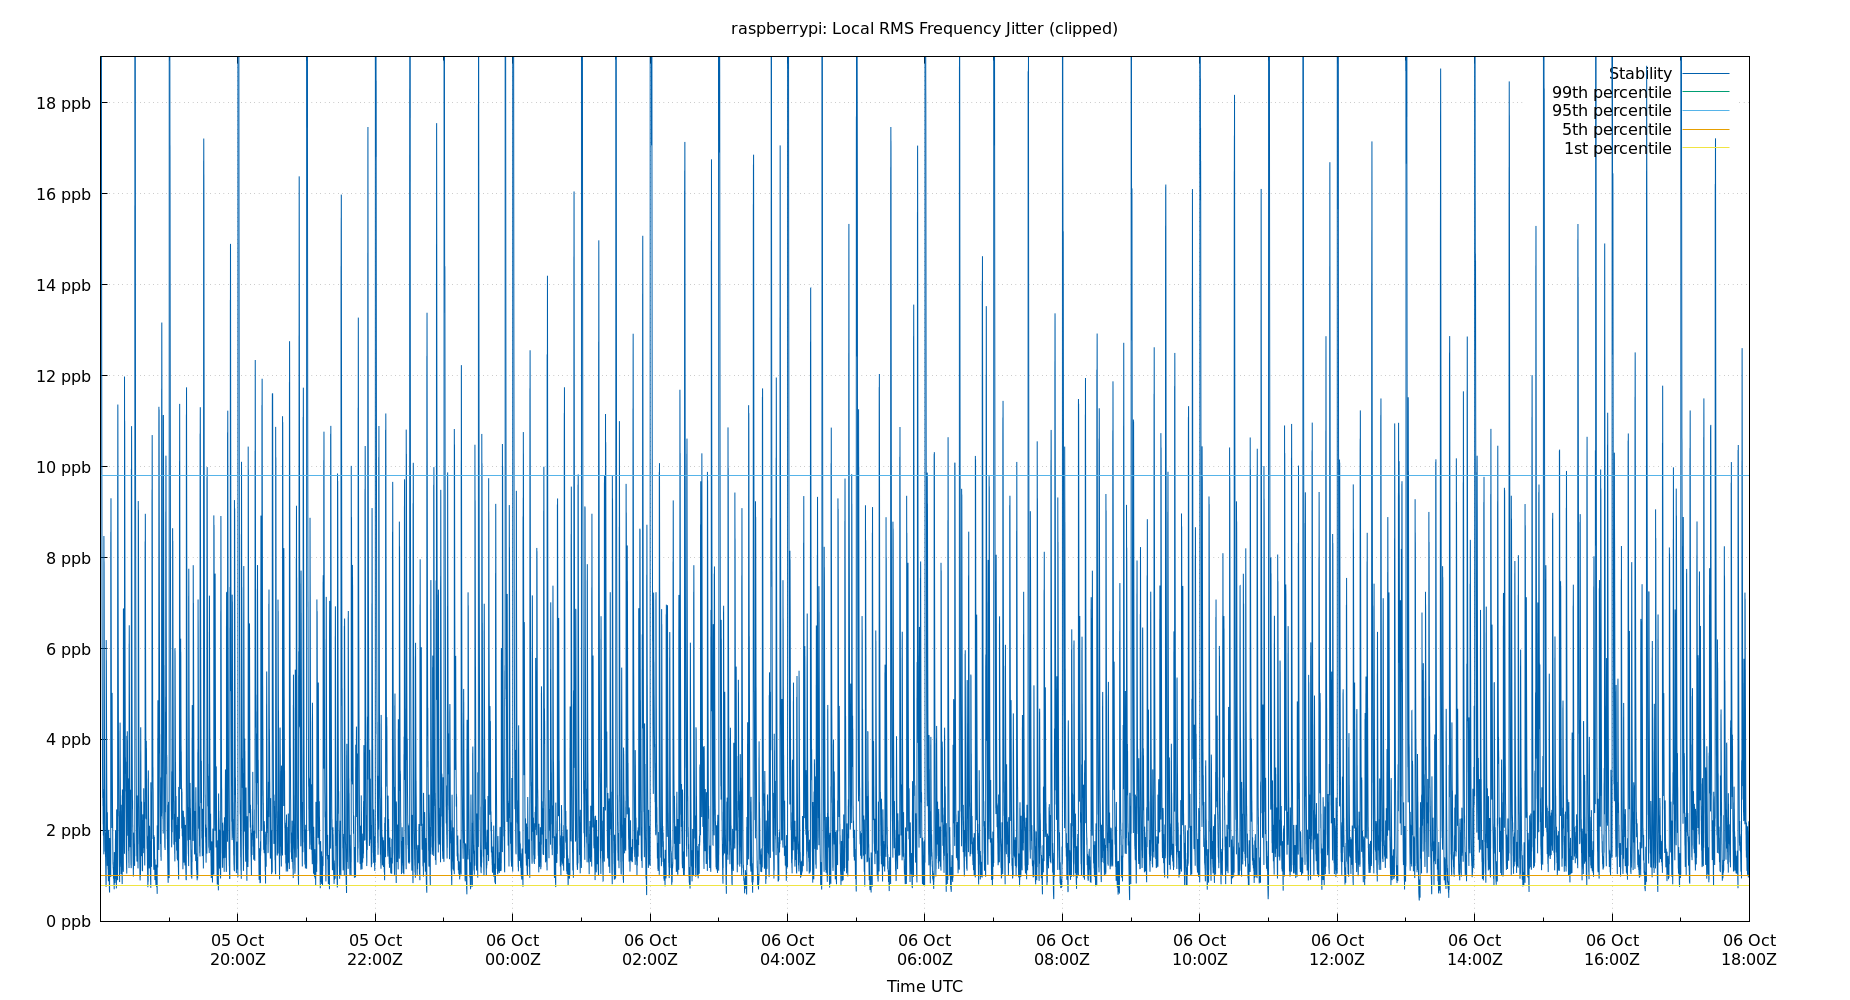 raspberrypi: Local RMS Frequency Jitter (clipped)
Stability
99th percentile
95th percentile
5th percentile
1st percentile
18 ppb
16 ppb
14 ppb
12 ppb
10 ppb
8 ppb
6 ppb
4 ppb
2 ppb
0 ppb
05 Oct 05 Oct 06 Oct 06 Oct 06 Oct 06 Oct 06 Oct 06 Oct 06 Oct 06 Oct 06 Oct 06 Oct
20:00Z 22:00Z 00:00Z 02:00Z 04:00Z 06:00Z 08:00Z 10:00Z 12:00Z 14:00Z 16:00Z 18:00Z
Time UTC